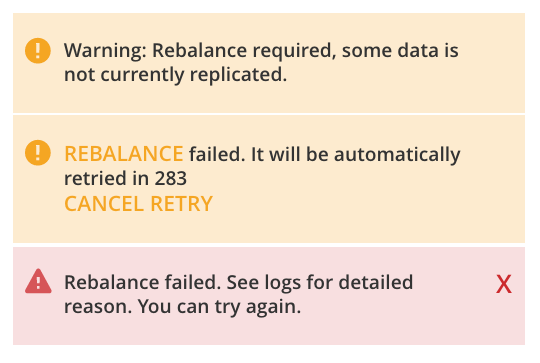 Warning: Rebalance required, some data is
not currently replicated.
REBALANCE failed. It will be automatically
retried in 283
CANCEL RETRY
Rebalance failed. See logs for detailed
reason. You can try again.
X